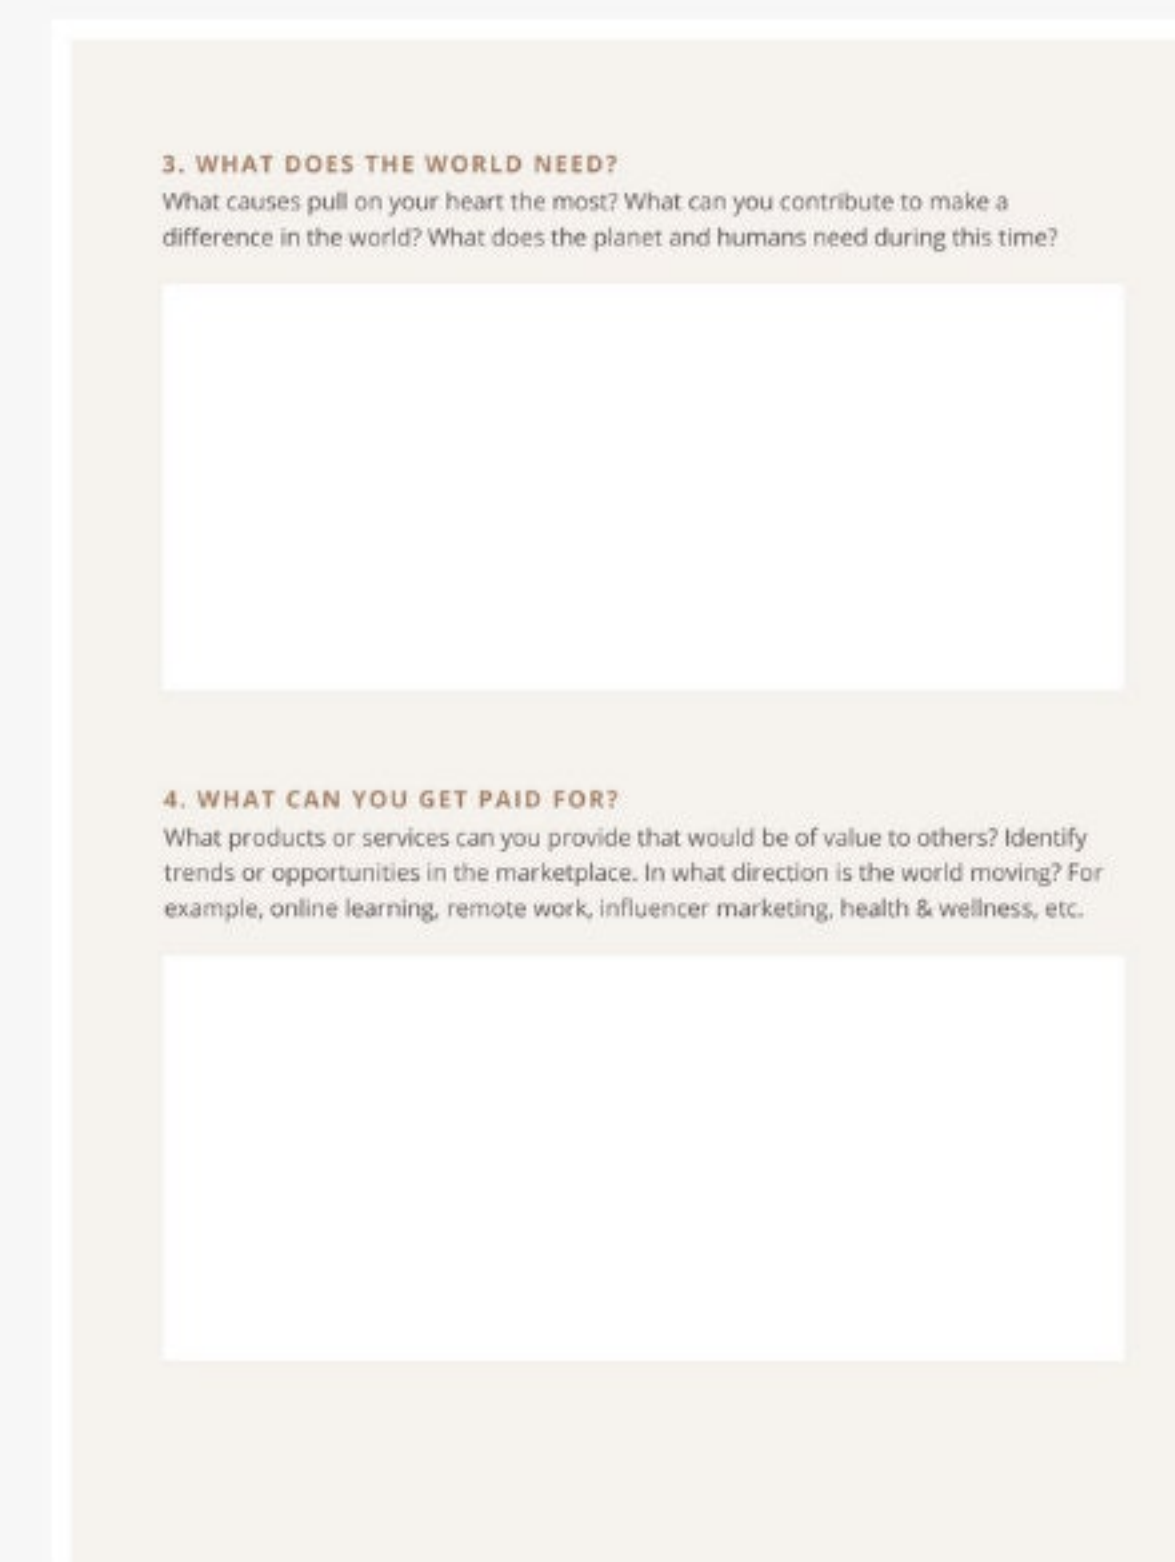 3. WHAT DOES THE WORLD NEED?
What causes pull on your heart the most? What can you contribute to make a
difference in the world? What does the planet and humans need during this time?
4. WHAT CAN YOU GET PAID FOR?
What products or services can you provide that would be of value to others? Identify
trends or opportunities in the marketplace. In what direction is the world moving? For
example, online learning, remote work, influencer marketing, health & wellness, etc.